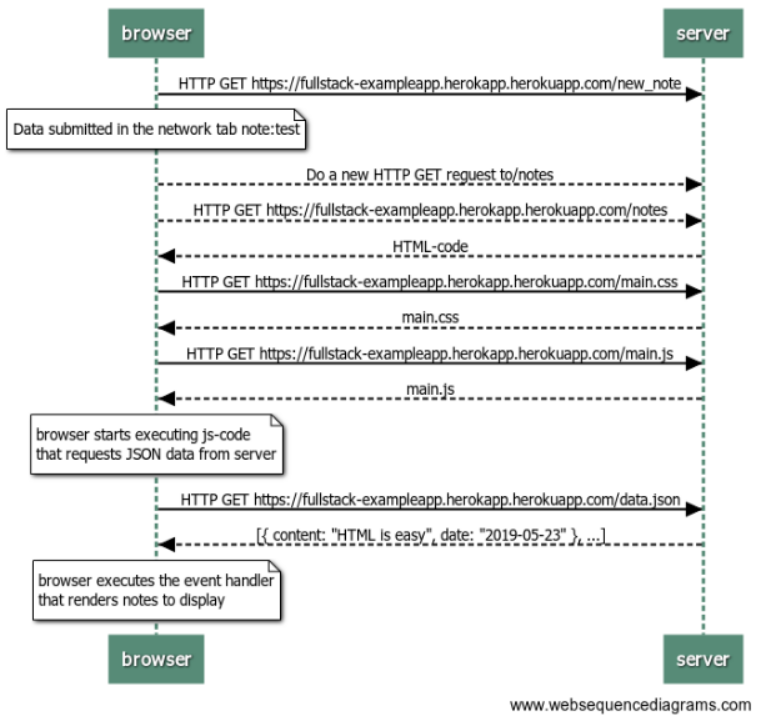 browser
server
HTTP GET https://fullstack-exampleapp.herokapp.herokuapp.com/new_note
Data submitted in the network tab note:test
Do a new HTTP GET reguest to/notes
HTTP GET https://fullstack-exampleapp.herokapp.herokuapp.com/notes
HTML-code
HTTP GET https://fullstack-exampleapp.herokapp.herokuapp.com/main.css
main.css
HTTP GET https://fullstack-exampleapp.herokapp.herokuapp.com/main.js
main.js
browser starts executing js-code
that requests JSON data from server
HTTP GET https://fullstack-exampleapp.herokapp.herokuapp.com/data.json
[{ content: "HTML is easy", date: "2019-05-23" }, ...]
browser executes the event handler
that renders notes to display
browser
server
www.websequencediagrams.com